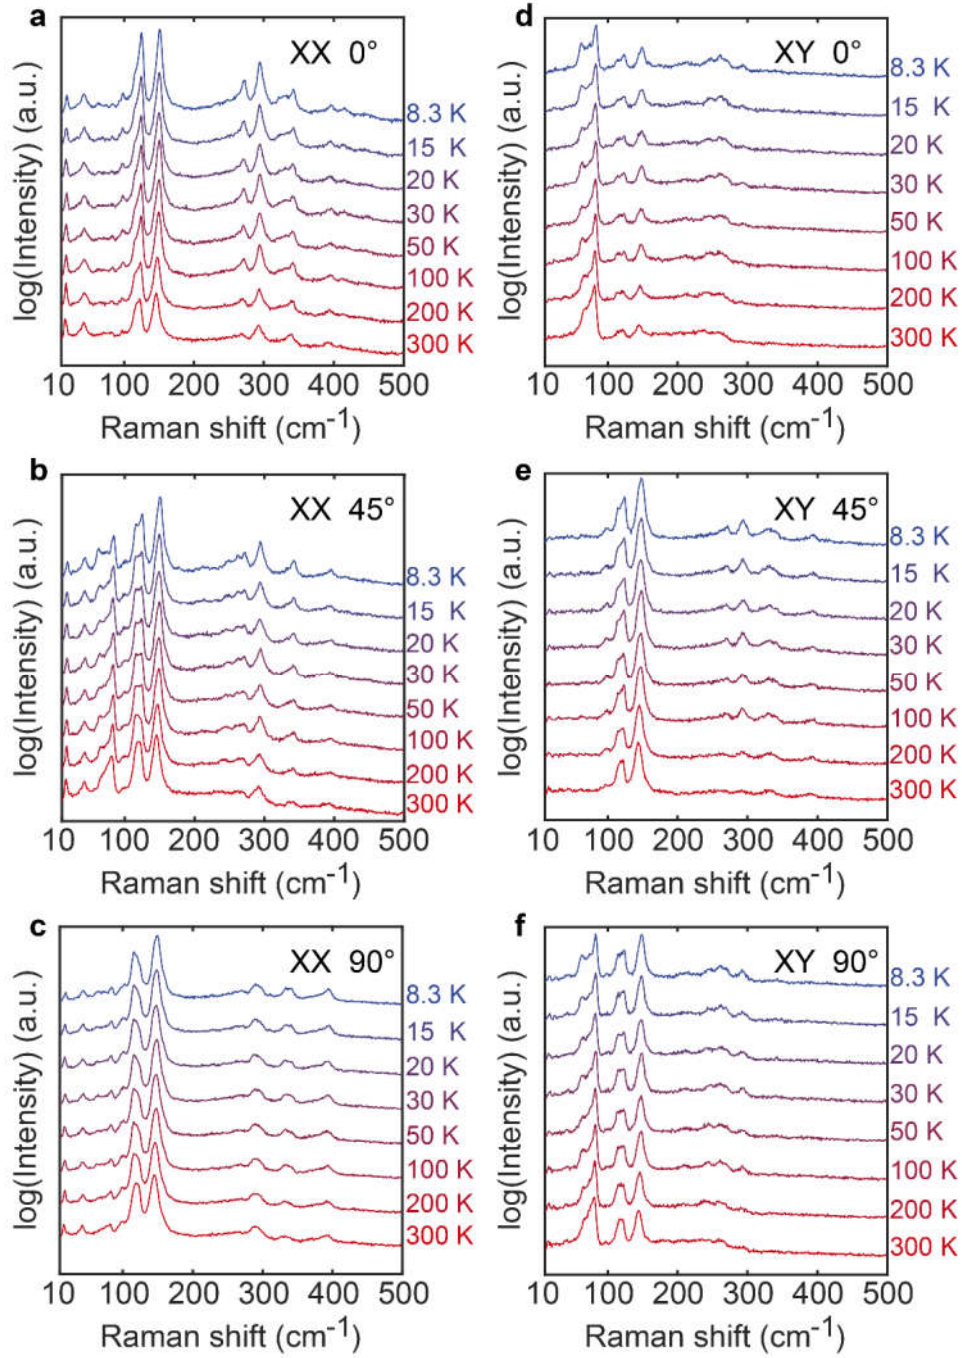 a
XX 0°
log(Intensity) (a.u.)
8.3 K
15 K
20 K
30 K
50 K
100 K
200 K
300 K
10 100 200 300 400 500
Raman shift (cm⁻¹)
d
XY 0°
log(Intensity) (a.u.)
8.3 K
15 K
20 K
30 K
50 K
100 K
200 K
300 K
10 100 200 300 400 500
Raman shift (cm⁻¹)
b
XX 45°
log(Intensity) (a.u.)
8.3 K
15 K
20 K
30 K
50 K
100 K
200 K
300 K
10 100 200 300 400 500
Raman shift (cm⁻¹)
e
XY 45°
log(Intensity) (a.u.)
8.3 K
15 K
20 K
30 K
50 K
100 K
200 K
300 K
10 100 200 300 400 500
Raman shift (cm⁻¹)
c
XX 90°
log(Intensity) (a.u.)
8.3 K
15 K
20 K
30 K
50 K
100 K
200 K
300 K
10 100 200 300 400 500
Raman shift (cm⁻¹)
f
XY 90°
log(Intensity) (a.u.)
8.3 K
15 K
20 K
30 K
50 K
100 K
200 K
300 K
10 100 200 300 400 500
Raman shift (cm⁻¹)